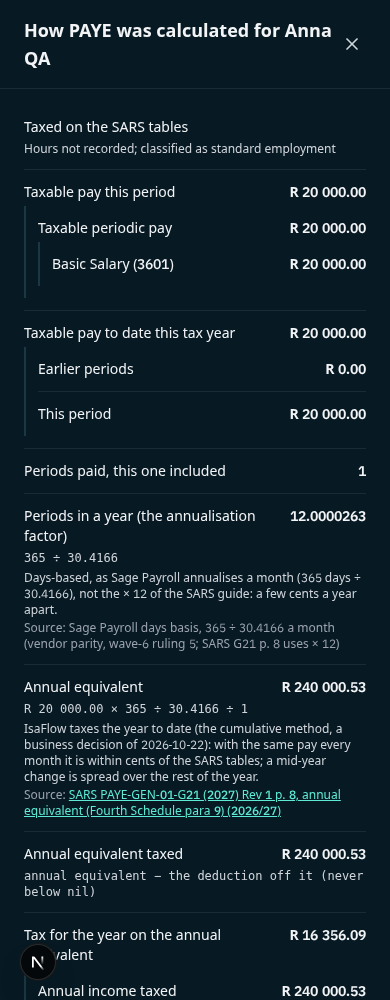 How PAYE was calculated for Anna
QA
Taxed on the SARS tables
Hours not recorded; classified as standard employment
Taxable pay this period R 20 000.00
Taxable periodic pay R 20 000.00
Basic Salary (3601) R 20 000.00
Taxable pay to date this tax year R 20 000.00
Earlier periods R 0.00
This period R 20 000.00
Periods paid, this one included 1
Periods in a year (the annualisation 12.0000263
factor)
365 ÷ 30.4166
Days-based, as Sage Payroll annualises a month (365 days ÷
30.4166), not the × 12 of the SARS guide: a few cents a year
apart.
Source: Sage Payroll days basis, 365 ÷ 30.4166 a month
(vendor parity, wave-6 ruling 5; SARS G21 p. 8 uses × 12)
Annual equivalent R 240 000.53
R 20 000.00 × 365 ÷ 30.4166 ÷ 1
IsaFlow taxes the year to date (the cumulative method, a
business decision of 2026-10-22): with the same pay every
month it is within cents of the SARS tables; a mid-year
change is spread over the rest of the year.
Source: SARS PAYE-GEN-01-G21 (2027) Rev 1 p. 8, annual
equivalent (Fourth Schedule para 9) (2026/27)
Annual equivalent taxed R 240 000.53
annual equivalent − the deduction off it (never
below nil)
Tax for the year on the annual R 16 356.09
valent
N
Annual income taxed R 240 000.53